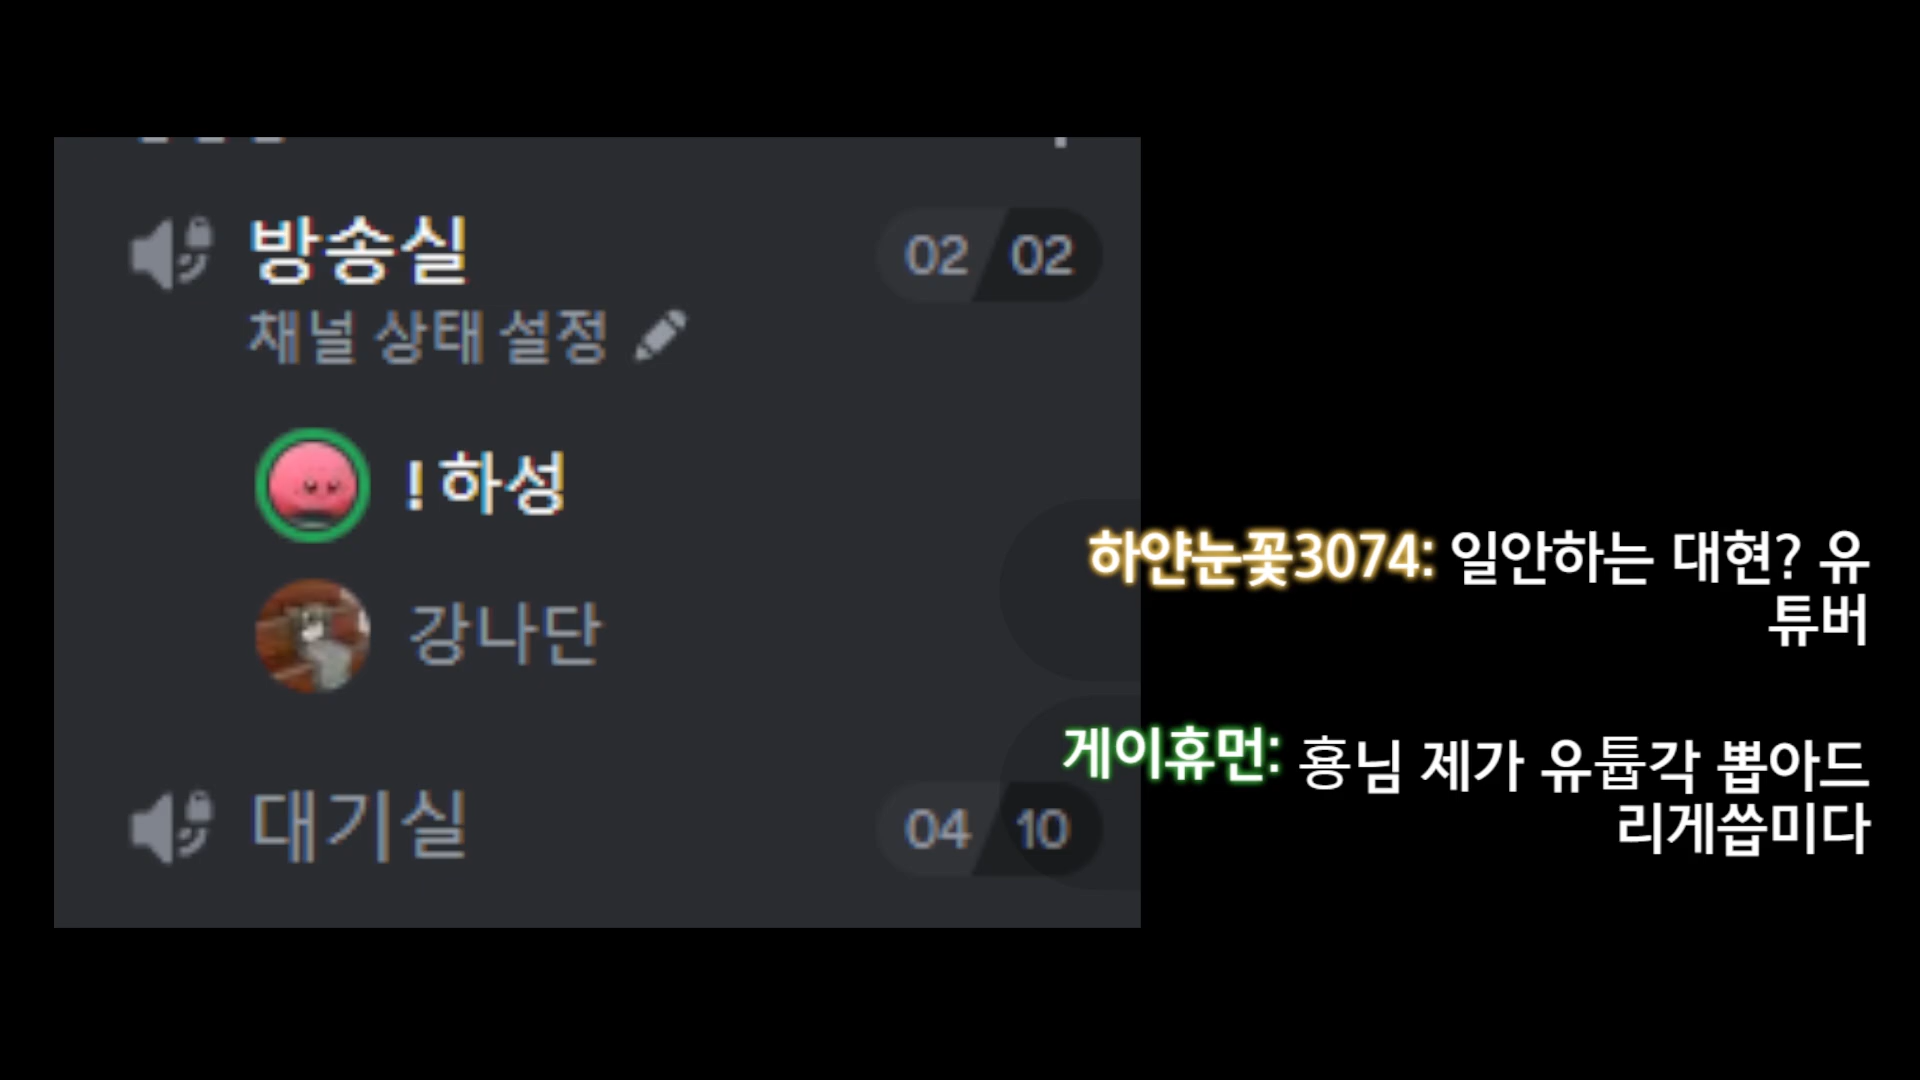 방송실 02 02
채널 상태 설정
! 하성
강나단
대기실 04 10
하얀눈꽃3074: 일안하는 대현? 유
튜버
게이휴먼: 횽님 제가 유튭각 뽑아드
리게씁미다